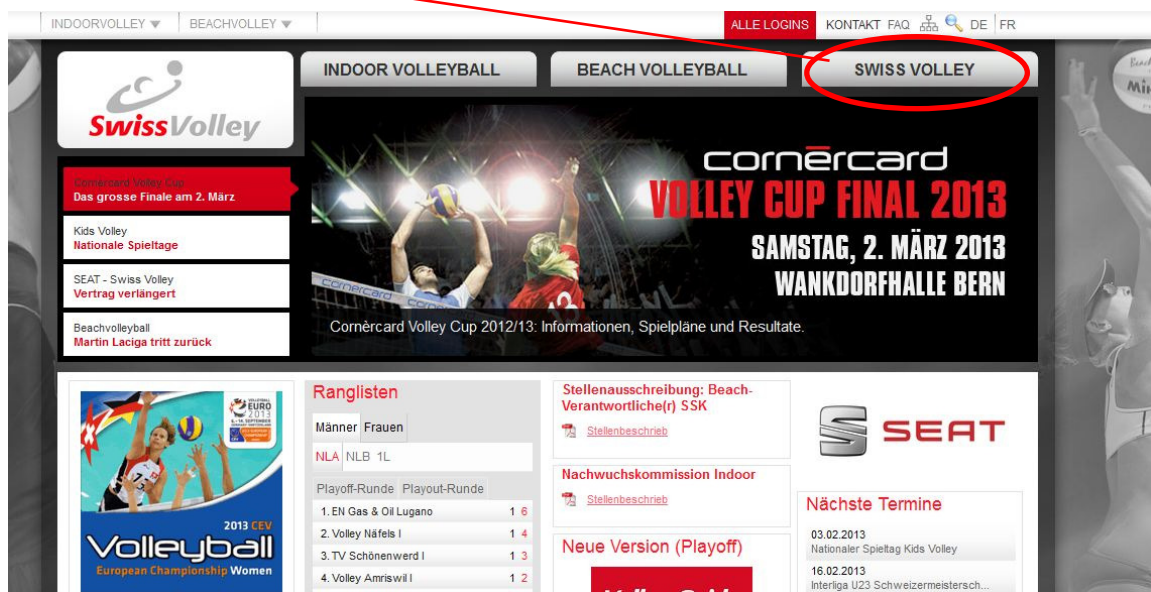 INDOORVOLLEY BEACHVOLLEY ALLE LOGINS KONTAKT FAQ DE FR
SwissVolley
INDOOR VOLLEYBALL BEACH VOLLEYBALL SWISS VOLLEY
Cornèrcard Volley Cup
Das grosse Finale am 2. März
Kids Volley
Nationale Spieltage
SEAT - Swiss Volley
Vertrag verlängert
Beachvolleyball
Martin Laciga tritt zurück
cornèrcard
VOLLEY CUP FINAL 2013
SAMSTAG, 2. MÄRZ 2013
WANKDORFHALLE BERN
cornercard
13
Cornèrcard Volley Cup 2012/13: Informationen, Spielpläne und Resultate.
EURO
2013
2013 CEV
Volleyball
European Championship Women
Ranglisten
Männer Frauen
NLA NLB 1L
Playoff-Runde Playout-Runde
1. EN Gas & Oil Lugano 1 6
2. Volley Näfels I 1 4
3. TV Schönenwerd I 1 3
4. Volley Amriswil I 1 2
Stellenausschreibung: Beach-
Verantwortliche(r) SSK
Stellenbeschrieb
Nachwuchskommission Indoor
Stellenbeschrieb
Neue Version (Playoff)
SEAT
Nächste Termine
03.02.2013
Nationaler Spieltag Kids Volley
16.02.2013
Interliga U23 Schweizermeistersch...